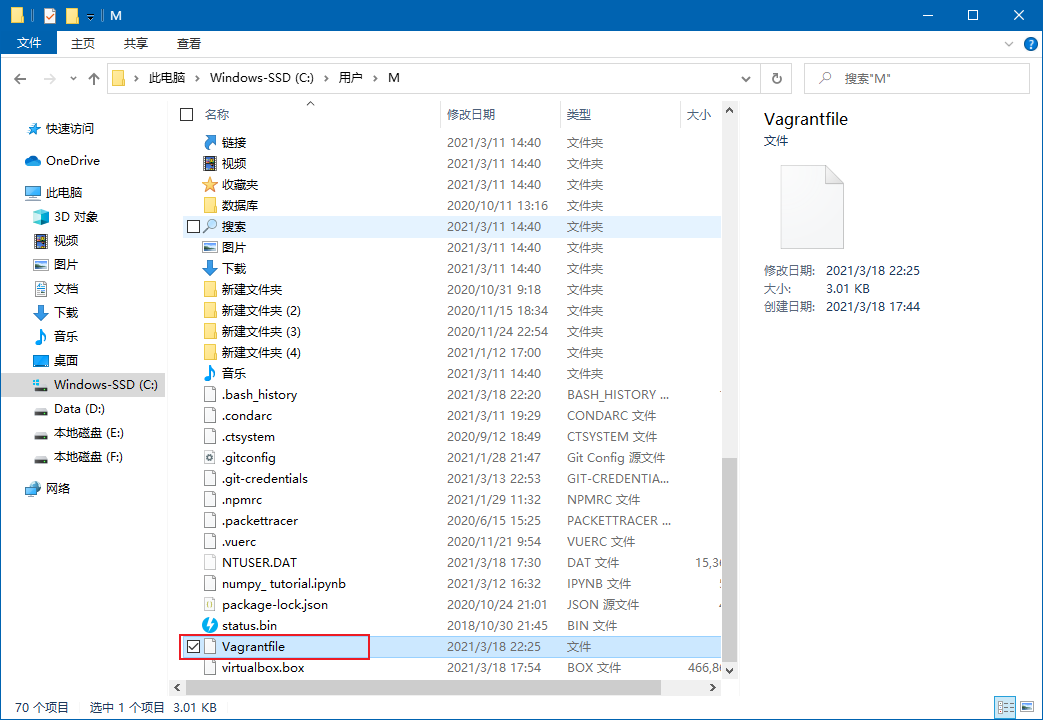 M
文件 主页 共享 查看
此电脑 Windows-SSD (C:) 用户 M 搜索"M"
快速访问
OneDrive
此电脑
3D 对象
视频
图片
文档
下载
音乐
桌面
Windows-SSD (C:)
Data (D:)
本地磁盘 (E:)
本地磁盘 (F:)
网络
名称 修改日期 类型 大小
链接 2021/3/11 14:40 文件夹
视频 2021/3/11 14:40 文件夹
收藏夹 2021/3/11 14:40 文件夹
数据库 2020/10/11 13:16 文件夹
搜索 2021/3/11 14:40 文件夹
图片 2021/3/11 14:40 文件夹
下载 2021/3/11 14:40 文件夹
新建文件夹 2020/10/31 9:18 文件夹
新建文件夹 (2) 2020/11/15 18:34 文件夹
新建文件夹 (3) 2020/11/24 22:54 文件夹
新建文件夹 (4) 2021/1/12 17:00 文件夹
音乐 2021/3/11 14:40 文件夹
.bash_history 2021/3/18 22:20 BASH_HISTORY ...
.condarc 2021/3/11 19:29 CONDARC 文件
.ctsystem 2020/9/12 18:49 CTSYSTEM 文件
.gitconfig 2021/1/28 21:47 Git Config 源文件
.git-credentials 2021/3/13 22:53 GIT-CREDENTIA...
.npmrc 2021/1/29 11:32 NPMRC 文件
.packettracer 2020/6/15 15:25 PACKETTRACER ...
.vuerc 2020/11/21 9:54 VUERC 文件
NTUSER.DAT 2021/3/18 17:30 DAT 文件 15,3
numpy_ tutorial.ipynb 2021/3/12 16:32 IPYNB 文件
package-lock.json 2020/10/24 21:01 JSON 源文件
status.bin 2018/10/30 21:45 BIN 文件
Vagrantfile 2021/3/18 22:25 文件
virtualbox.box 2021/3/18 17:54 BOX 文件 466,8
Vagrantfile
文件
修改日期: 2021/3/18 22:25
大小: 3.01 KB
创建日期: 2021/3/18 17:44
70 个项目 选中 1 个项目 3.01 KB